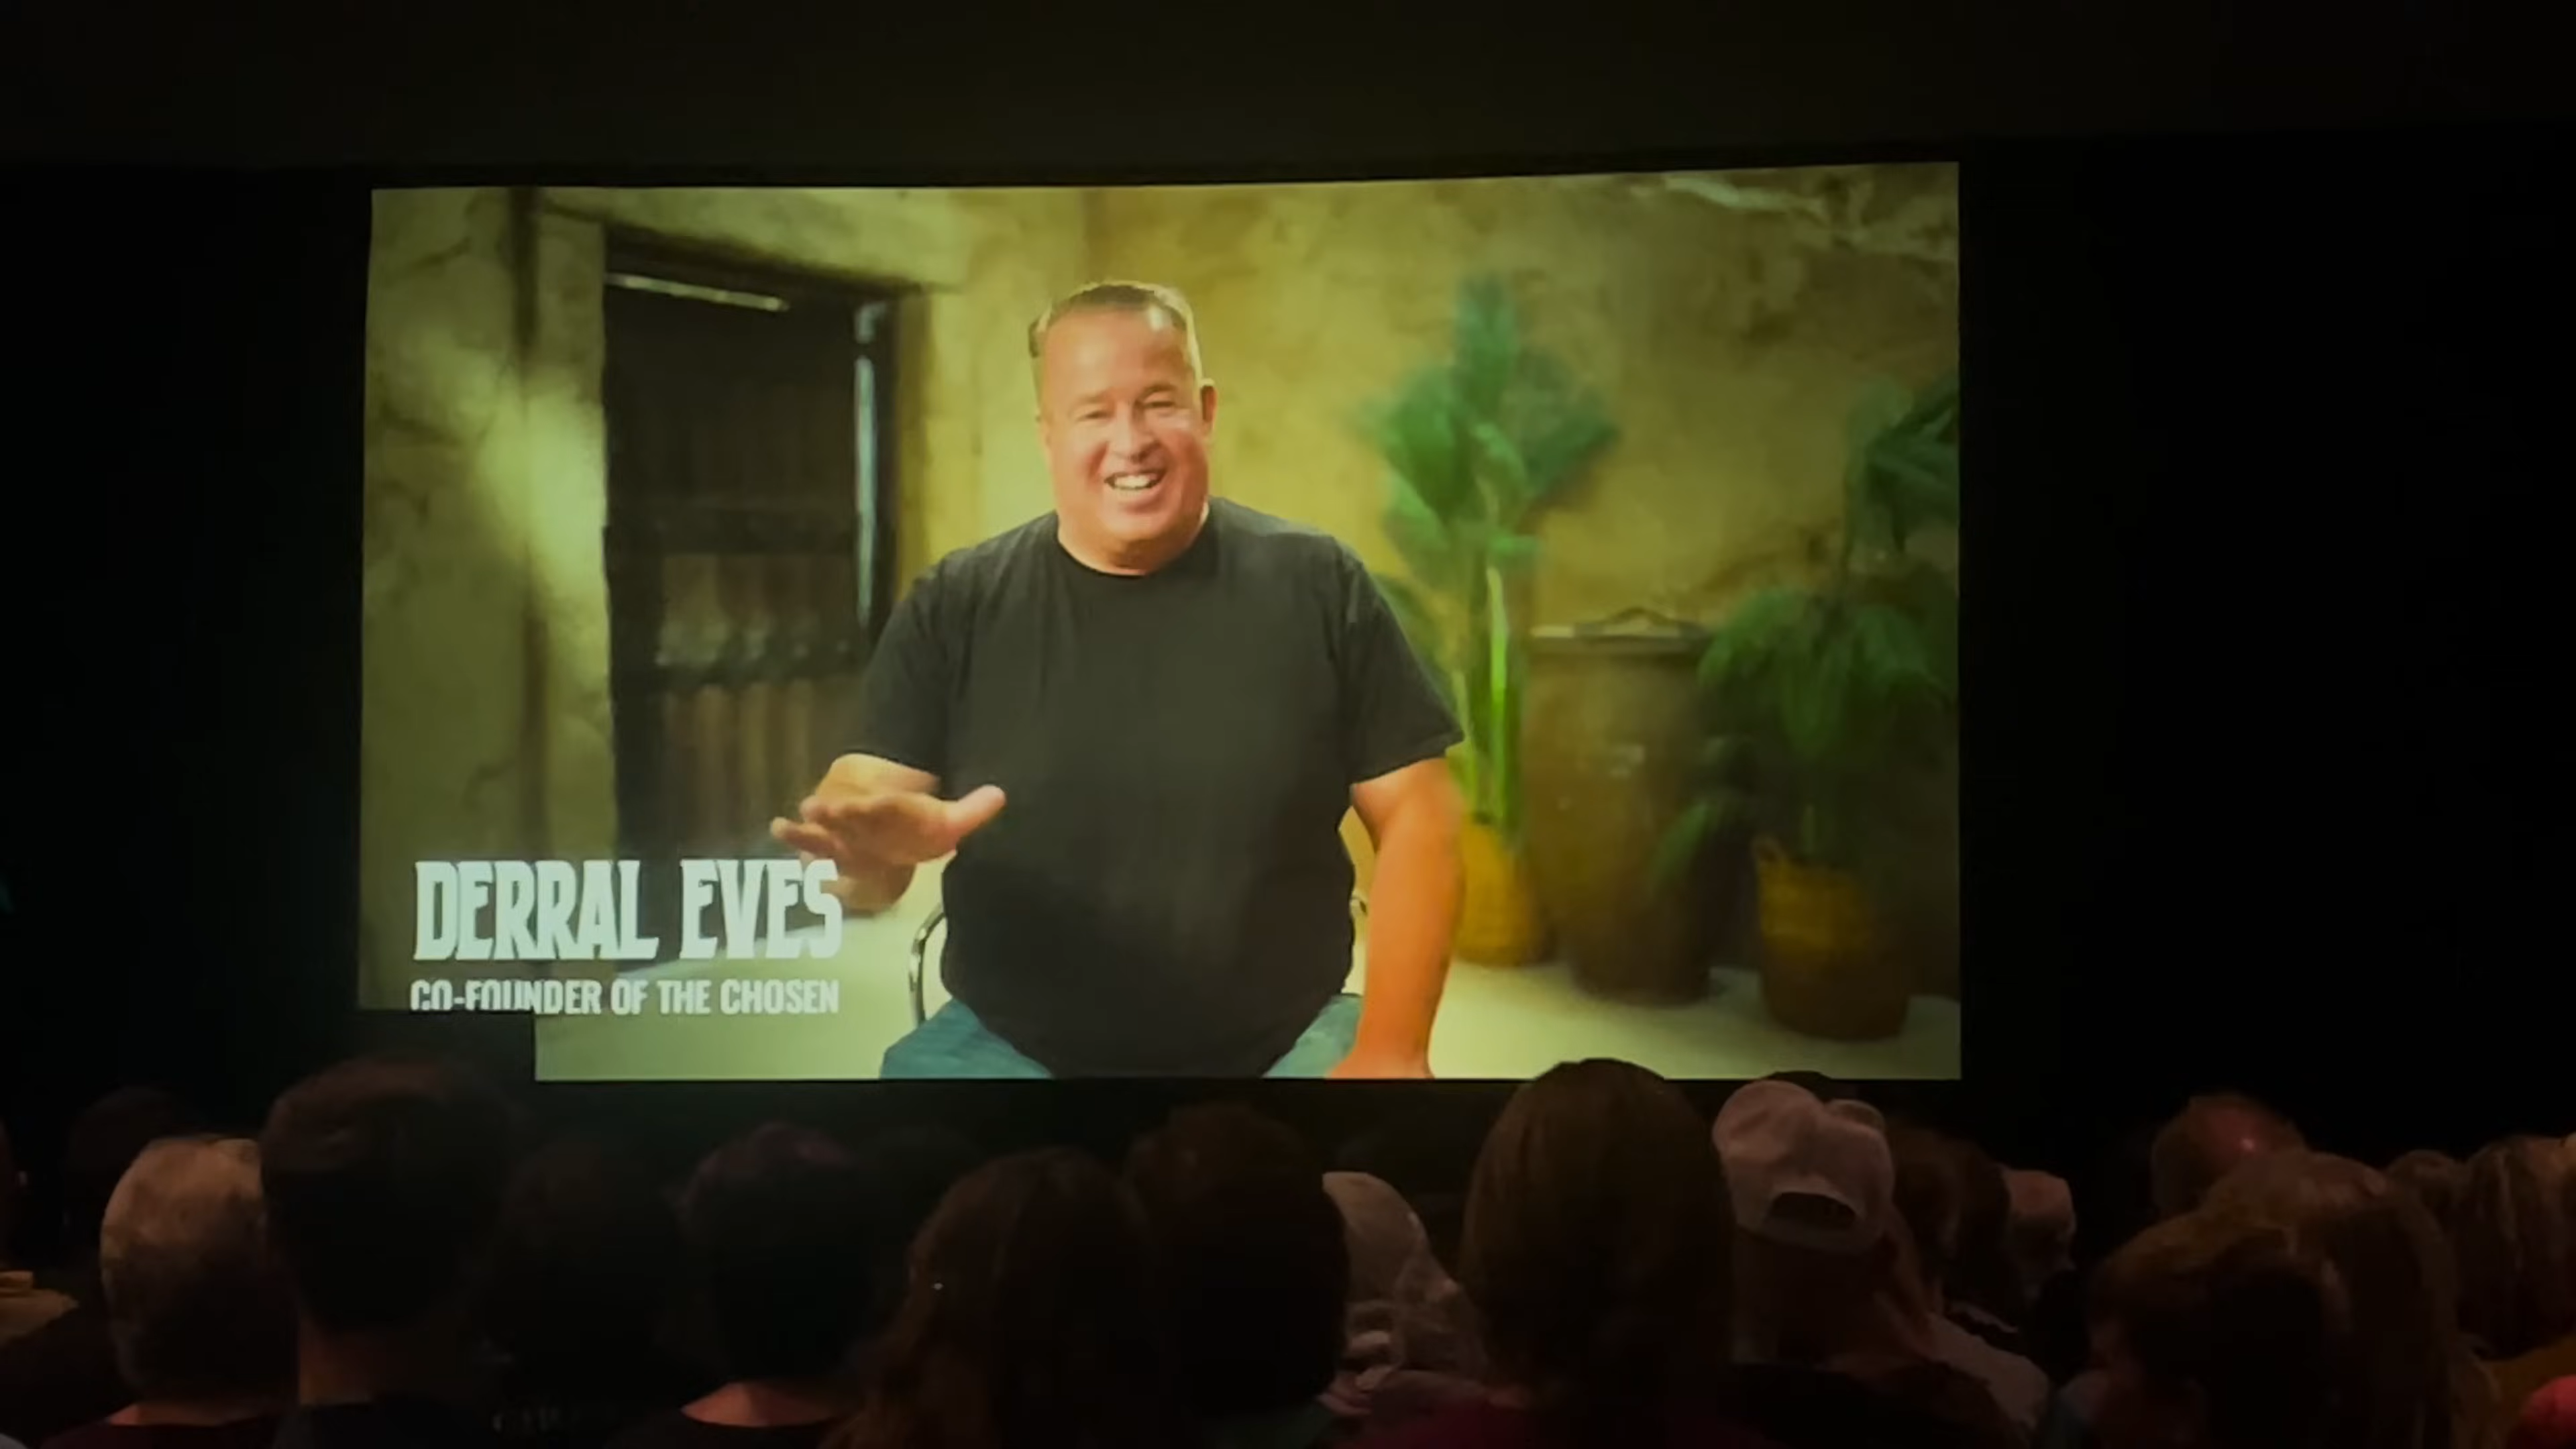 DERRAL EVES
CO-FOUNDER OF THE CHOSEN